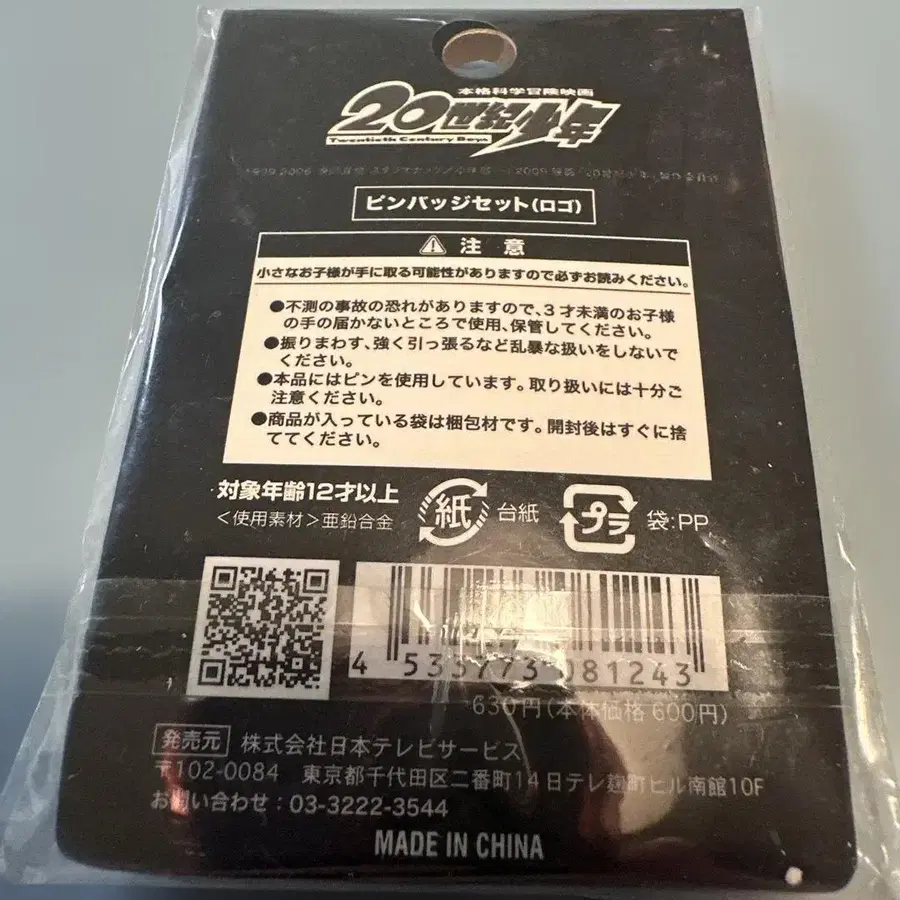 本格科学冒険映画
20世紀少年
Twentieth Century Boys
ピンバッジセット(ロゴ)
注意
小さなお子様が手に取る可能性がありますので必ずお読みください。
●不測の事故の恐れがありますので、3才未満のお子様
の手の届かないところで使用、保管してください。
●振りまわす、強く引っ張るなど乱暴な扱いをしないで
ください。
●本品にはピンを使用しています。取り扱いには十分ご
注意ください。
●商品が入っている袋は梱包材です。開封後はすぐに捨
ててください。
対象年齢12才以上
<使用素材>亜鉛合金
紙 台紙
プラ 袋:PP
4 535773 081243
630円(本体価格 600円)
発売元 株式会社日本テレビサービス
〒102-0084 東京都千代田区二番町14 日テレ麹町ビル南館10F
お問い合わせ:03-3222-3544
MADE IN CHINA